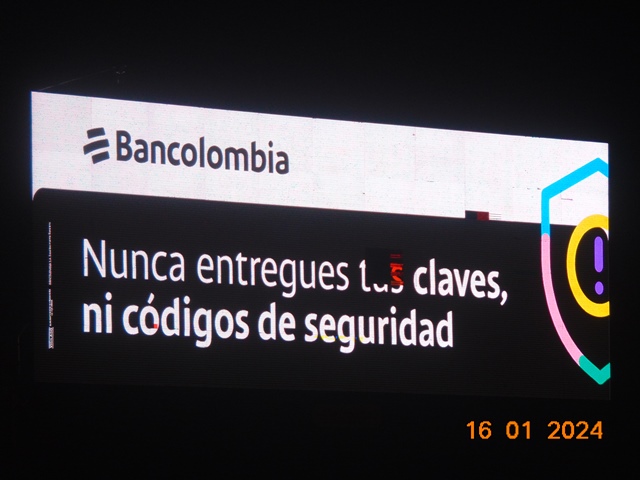 Bancolombia
Nunca entregues tus claves,
ni códigos de seguridad
16 01 2024